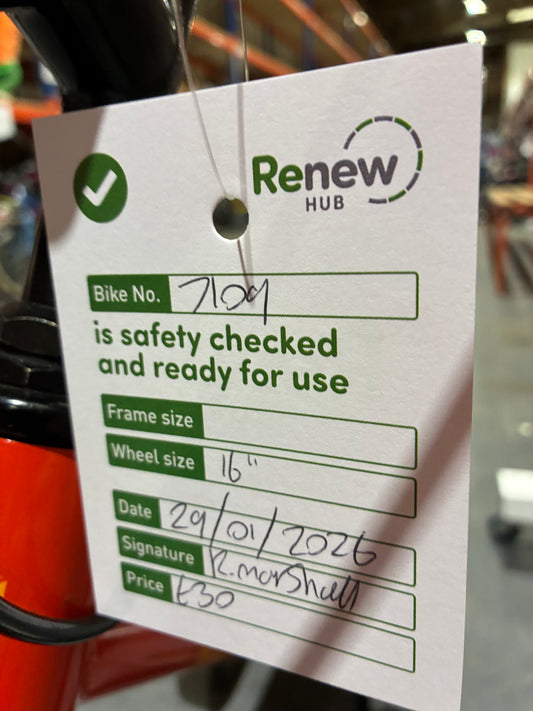 Renew
HUB
Bike No. 7109
is safety checked
and ready for use
Frame size
Wheel size 16"
Date 29/01/2026
Signature R.marshall
Price £30